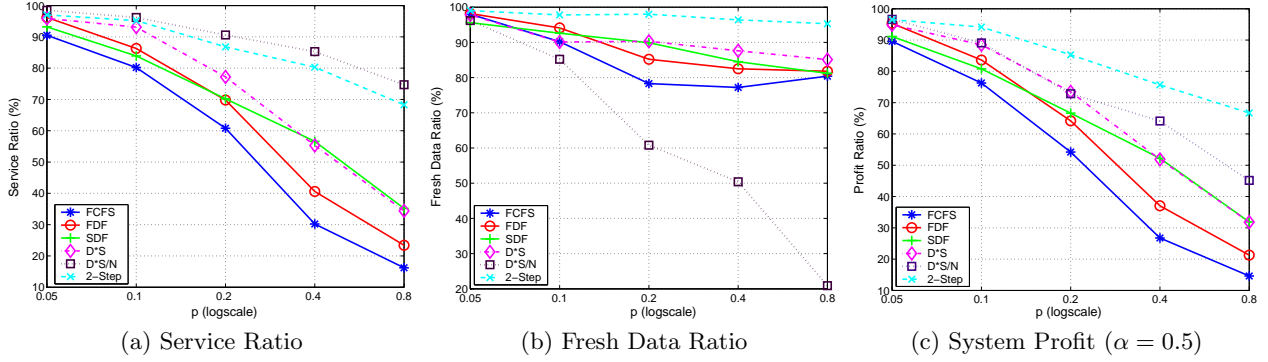 100
90
80
70
60
50
40
30
20
10
0.05
0.1
0.2
0.4
0.8
Service Ratio (%)
p (logscale)
FCFS
FDF
SDF
D*S
D*S/N
2−Step
(a) Service Ratio
100
90
80
70
60
50
40
30
20
0.05
0.1
0.2
0.4
0.8
Fresh Data Ratio (%)
p (logscale)
FCFS
FDF
SDF
D*S
D*S/N
2−Step
(b) Fresh Data Ratio
100
90
80
70
60
50
40
30
20
10
0.05
0.1
0.2
0.4
0.8
Profit Ratio (%)
p (logscale)
FCFS
FDF
SDF
D*S
D*S/N
2−Step
(c) System Profit (α = 0.5)